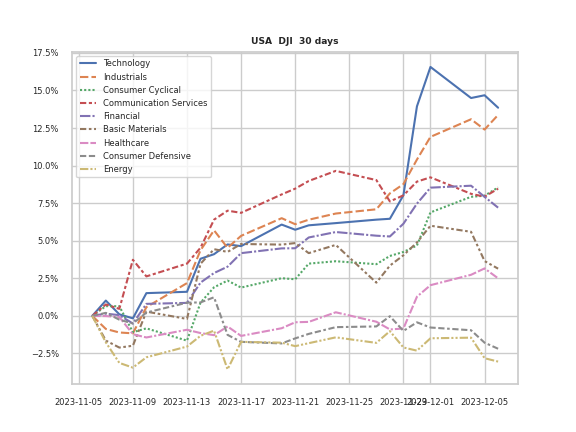 USA DJI 30 days
17.5%
15.0%
12.5%
10.0%
7.5%
5.0%
2.5%
0.0%
−2.5%
Technology
Industrials
Consumer Cyclical
Communication Services
Financial
Basic Materials
Healthcare
Consumer Defensive
Energy
2023-11-05 2023-11-09 2023-11-13 2023-11-17 2023-11-21 2023-11-25 2023-11-29 2023-12-01 2023-12-05